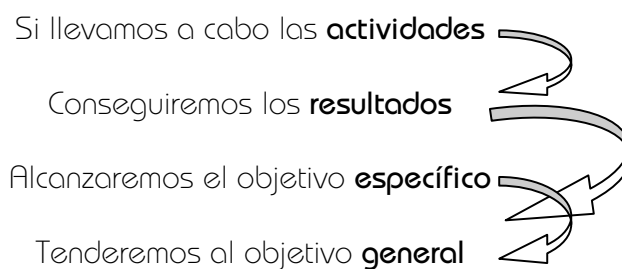 Si llevamos a cabo las actividades
Conseguiremos los resultados
Alcanzaremos el objetivo específico
Tenderemos al objetivo general